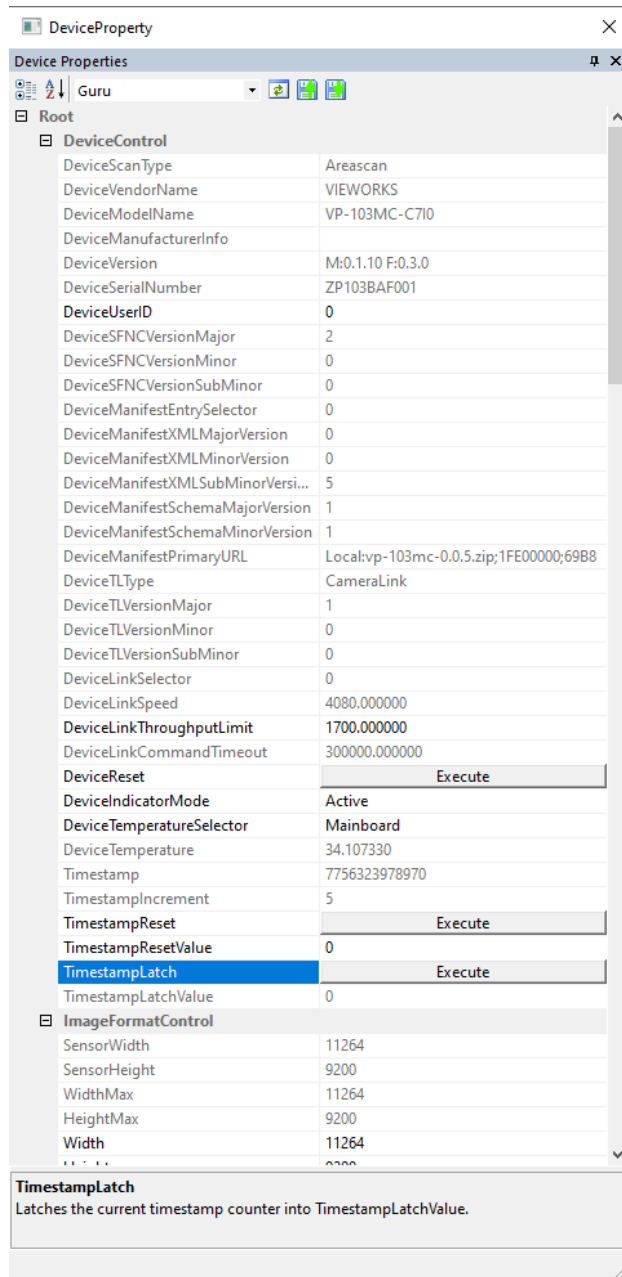 DeviceProperty
Device Properties
Guru
Root
DeviceControl
DeviceScanType Areascan
DeviceVendorName VIEWORKS
DeviceModelName VP-103MC-C7I0
DeviceManufacturerInfo
DeviceVersion M:0.1.10 F:0.3.0
DeviceSerialNumber ZP103BAF001
DeviceUserID 0
DeviceSFNCVersionMajor 2
DeviceSFNCVersionMinor 0
DeviceSFNCVersionSubMinor 0
DeviceManifestEntrySelector 0
DeviceManifestXMLMajorVersion 0
DeviceManifestXMLMinorVersion 0
DeviceManifestXMLSubMinorVersi... 5
DeviceManifestSchemaMajorVersion 1
DeviceManifestSchemaMinorVersion 1
DeviceManifestPrimaryURL Local:vp-103mc-0.0.5.zip;1FE00000;69B8
DeviceTLType CameraLink
DeviceTLVersionMajor 1
DeviceTLVersionMinor 0
DeviceTLVersionSubMinor 0
DeviceLinkSelector 0
DeviceLinkSpeed 4080.000000
DeviceLinkThroughputLimit 1700.000000
DeviceLinkCommandTimeout 300000.000000
DeviceReset Execute
DeviceIndicatorMode Active
DeviceTemperatureSelector Mainboard
DeviceTemperature 34.107330
Timestamp 7756323978970
TimestampIncrement 5
TimestampReset Execute
TimestampResetValue 0
TimestampLatch Execute
TimestampLatchValue 0
ImageFormatControl
SensorWidth 11264
SensorHeight 9200
WidthMax 11264
HeightMax 9200
Width 11264
TimestampLatch
Latches the current timestamp counter into TimestampLatchValue.